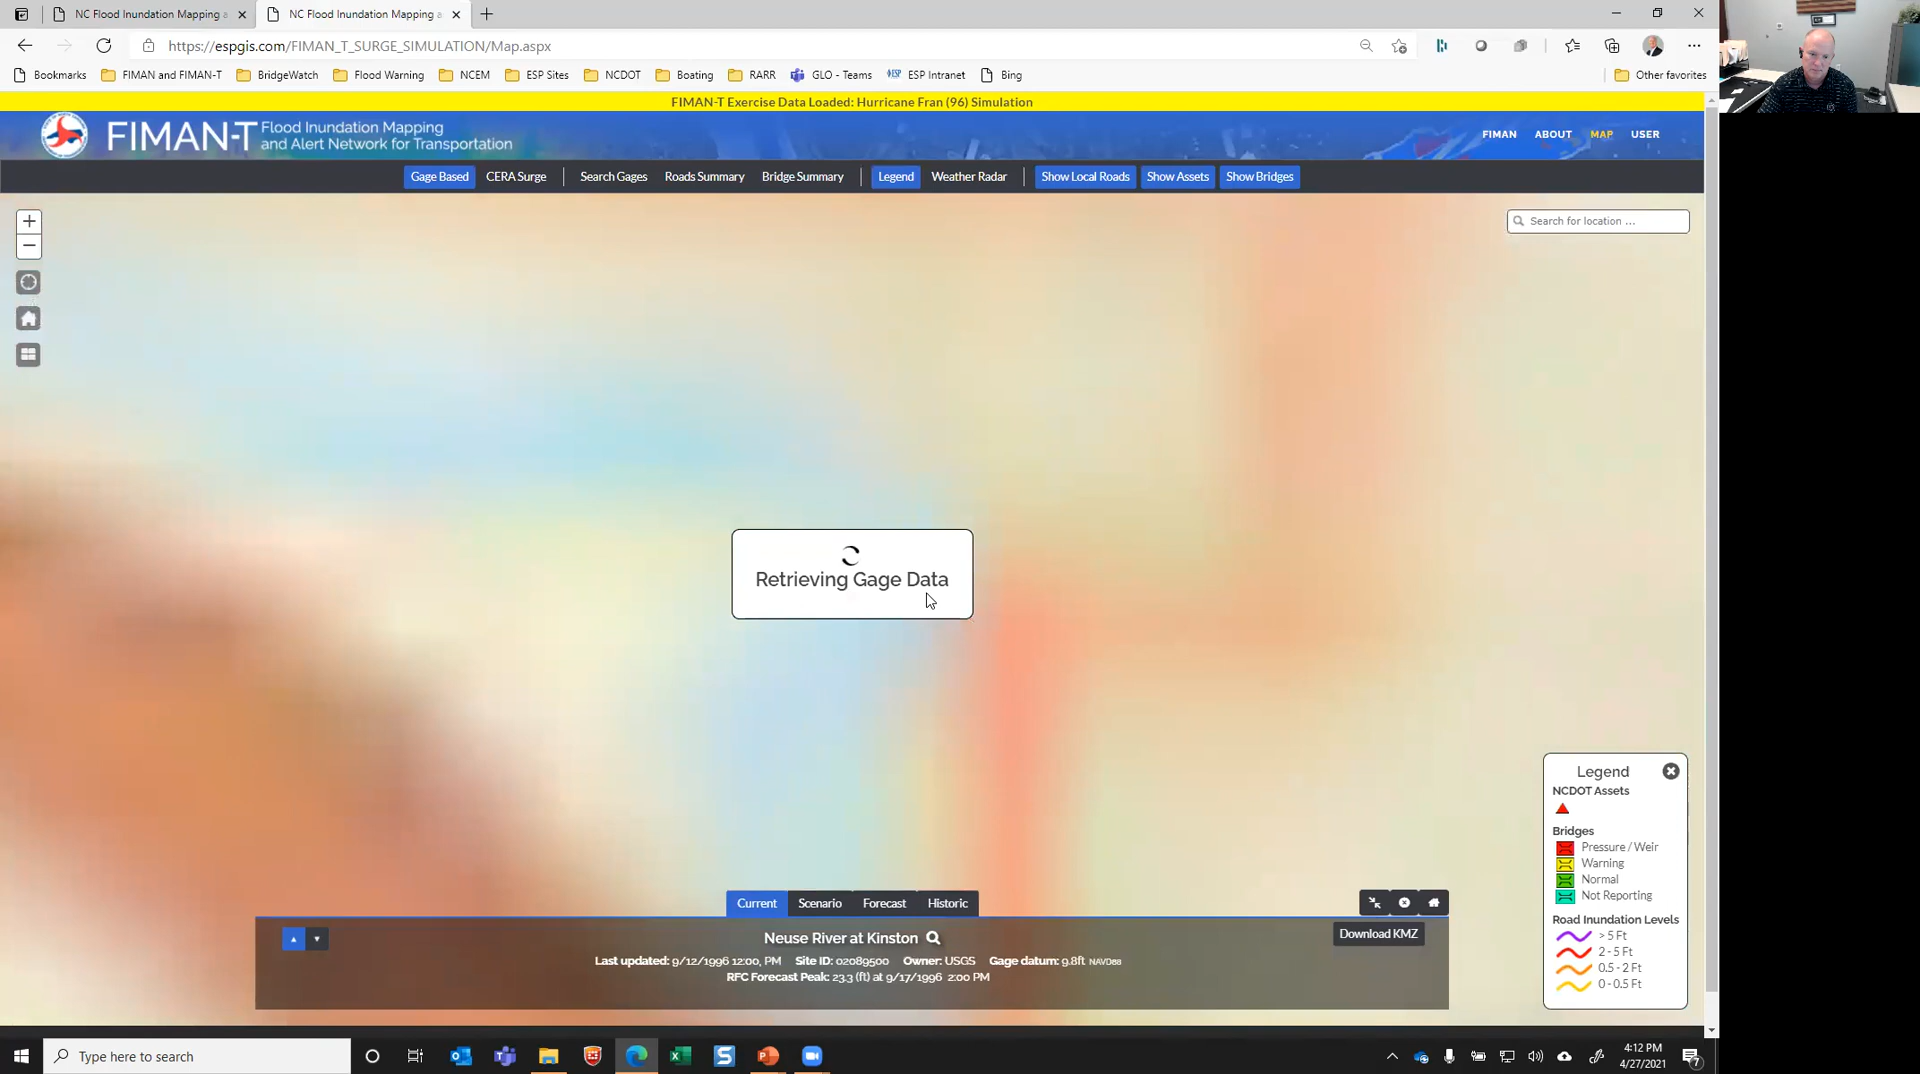 NC Flood Inundation Mapping a
NC Flood Inundation Mapping a
https://espgis.com/FIMAN_T_SURGE_SIMULATION/Map.aspx
Bookmarks FIMAN and FIMAN-T BridgeWatch Flood Warning NCEM ESP Sites NCDOT Boating RARR GLO - Teams ESP Intranet Bing Other favorites
FIMAN-T Exercise Data Loaded: Hurricane Fran (96) Simulation
FIMAN-T
Flood Inundation Mapping
and Alert Network for Transportation
FIMAN ABOUT MAP USER
Gage Based CERA Surge Search Gages Roads Summary Bridge Summary Legend Weather Radar Show Local Roads Show Assets Show Bridges
+
−
Search for location ...
Retrieving Gage Data
Legend
NCDOT Assets
Bridges
Pressure / Weir
Warning
Normal
Not Reporting
Road Inundation Levels
> 5 Ft
2 - 5 Ft
0.5 - 2 Ft
0 - 0.5 Ft
Current Scenario Forecast Historic
Download KMZ
Neuse River at Kinston
Last updated: 9/12/1996 12:00, PM Site ID: 02089500 Owner: USGS Gage datum: 9.8ft NAVD88
RFC Forecast Peak: 23.3 (ft) at 9/17/1996 2:00 PM
Type here to search
4:12 PM
4/27/2021
7